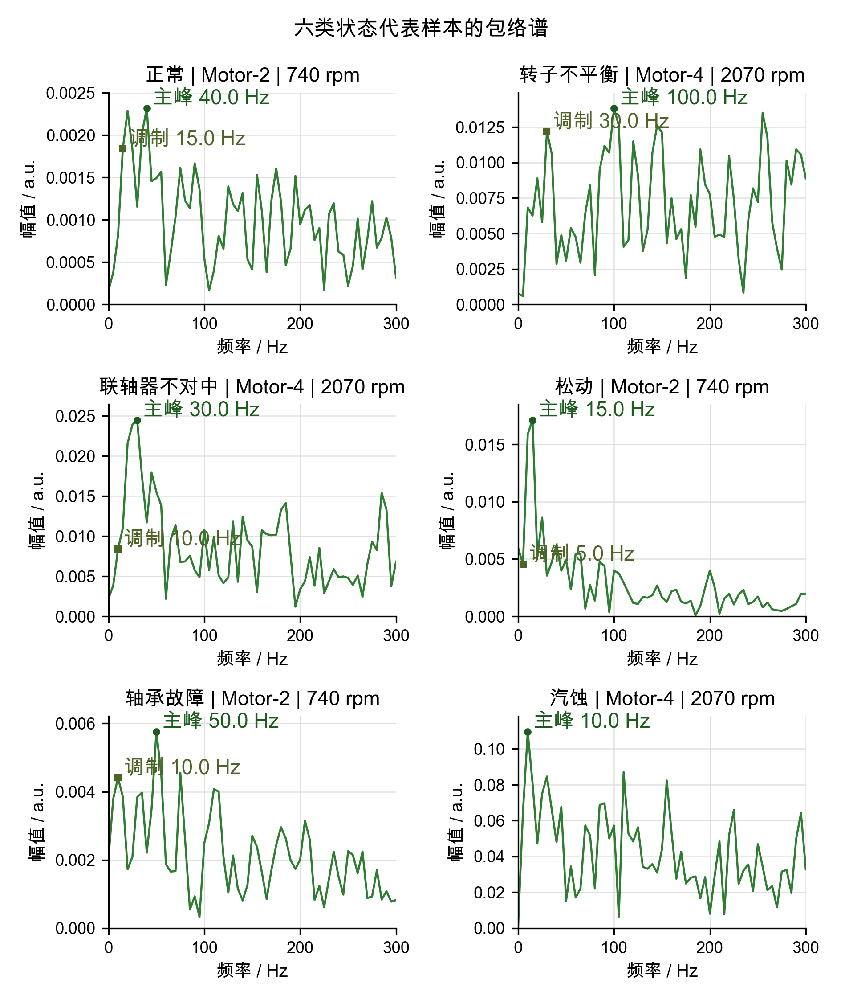 六类状态代表样本的包络谱
正常 | Motor-2 | 740 rpm
主峰 40.0 Hz
调制 15.0 Hz
幅值 / a.u.
0.0025
0.0020
0.0015
0.0010
0.0005
0.0000
0 100 200 300
频率 / Hz
转子不平衡 | Motor-4 | 2070 rpm
主峰 100.0 Hz
调制 30.0 Hz
幅值 / a.u.
0.0125
0.0100
0.0075
0.0050
0.0025
0.0000
0 100 200 300
频率 / Hz
联轴器不对中 | Motor-4 | 2070 rpm
主峰 30.0 Hz
调制 10.0 Hz
幅值 / a.u.
0.025
0.020
0.015
0.010
0.005
0.000
0 100 200 300
频率 / Hz
松动 | Motor-2 | 740 rpm
主峰 15.0 Hz
调制 5.0 Hz
幅值 / a.u.
0.015
0.010
0.005
0.000
0 100 200 300
频率 / Hz
轴承故障 | Motor-2 | 740 rpm
主峰 50.0 Hz
调制 10.0 Hz
幅值 / a.u.
0.006
0.004
0.002
0.000
0 100 200 300
频率 / Hz
汽蚀 | Motor-4 | 2070 rpm
主峰 10.0 Hz
幅值 / a.u.
0.10
0.08
0.06
0.04
0.02
0.00
0 100 200 300
频率 / Hz